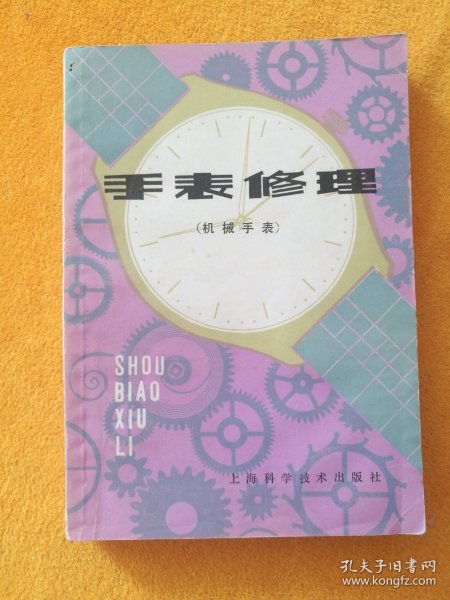 手表修理
(机械手表)
SHOU
BIAO
XIU
LI
上海科学技术出版社
孔夫子旧书网
www.kongfz.com